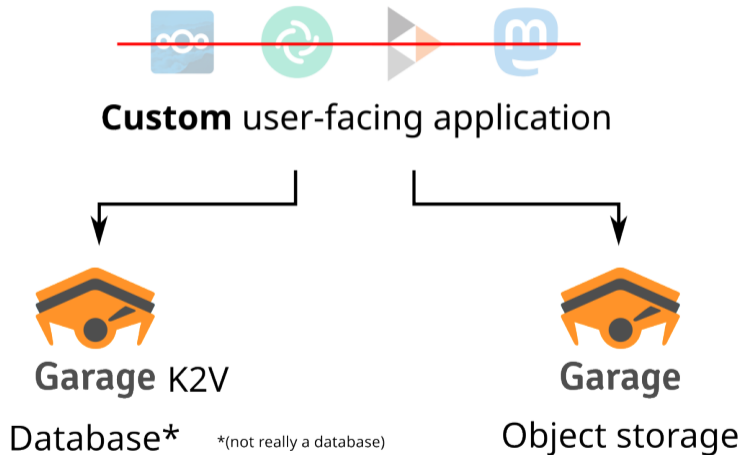 Custom user-facing application
Garage K2V
Garage
Database* *(not really a database)
Object storage